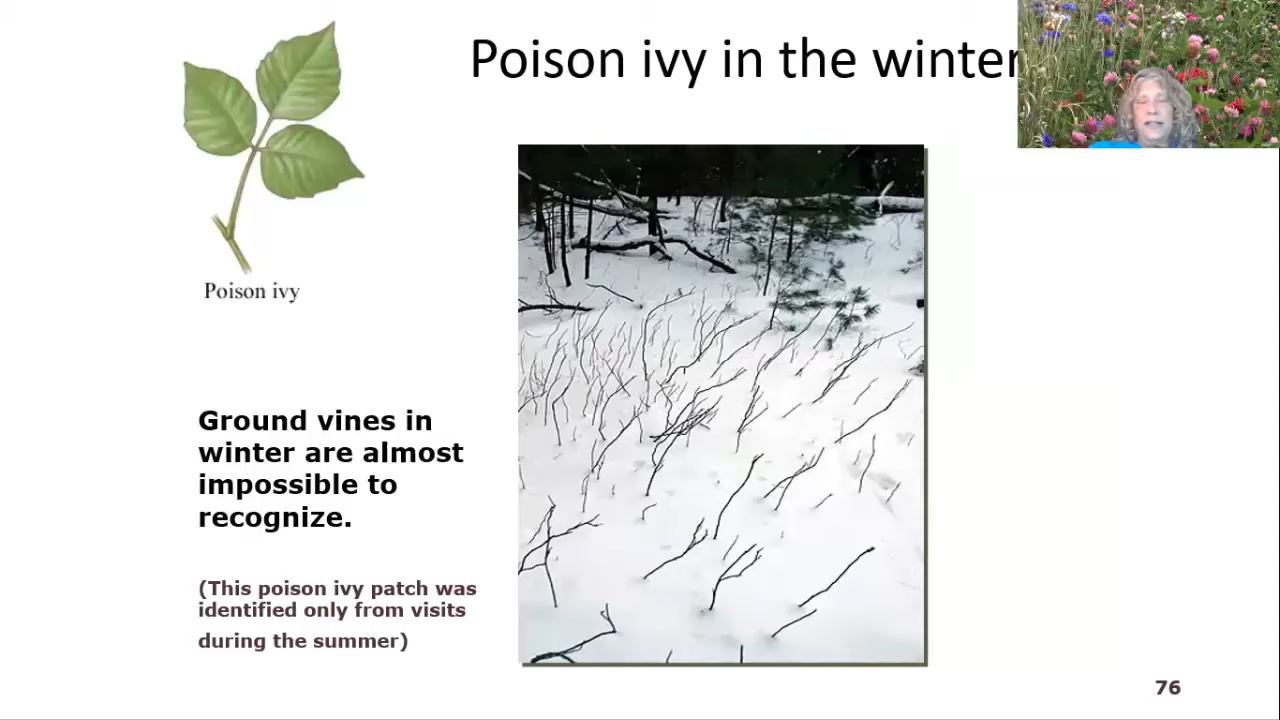 Poison ivy in the winter
Poison ivy
Ground vines in
winter are almost
impossible to
recognize.
(This poison ivy patch was
identified only from visits
during the summer)
76